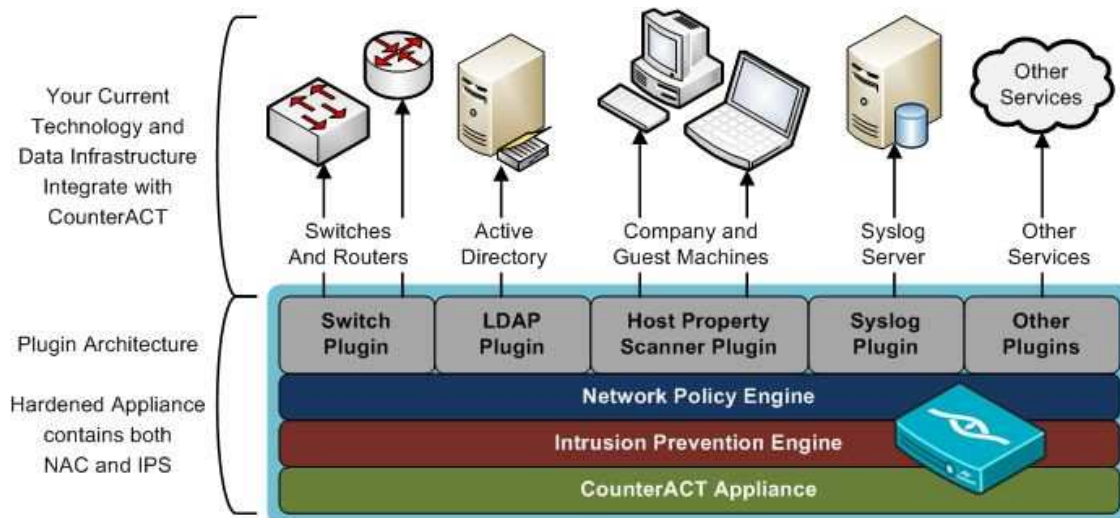 Your Current
Technology and
Data Infrastructure
Integrate with
CounterACT
Other
Services
Switches
And Routers
Active
Directory
Company and
Guest Machines
Syslog
Server
Other
Services
Plugin Architecture
Switch
Plugin
LDAP
Plugin
Host Property
Scanner Plugin
Syslog
Plugin
Other
Plugins
Hardened Appliance
contains both
NAC and IPS
Network Policy Engine
Intrusion Prevention Engine
CounterACT Appliance